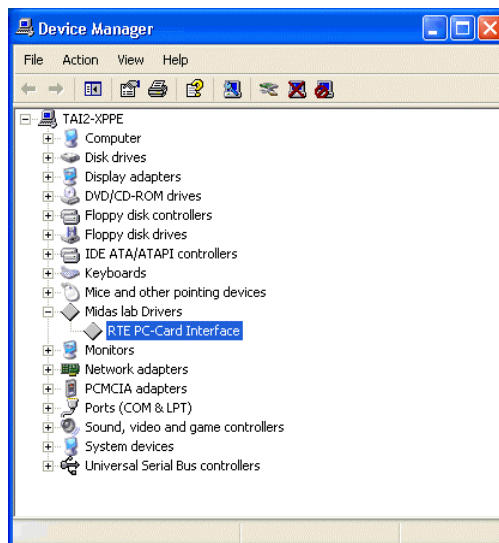 Device Manager
File Action View Help
TAI2-XPPE
Computer
Disk drives
Display adapters
DVD/CD-ROM drives
Floppy disk controllers
Floppy disk drives
IDE ATA/ATAPI controllers
Keyboards
Mice and other pointing devices
Midas lab Drivers
RTE PC-Card Interface
Monitors
Network adapters
PCMCIA adapters
Ports (COM & LPT)
Sound, video and game controllers
System devices
Universal Serial Bus controllers